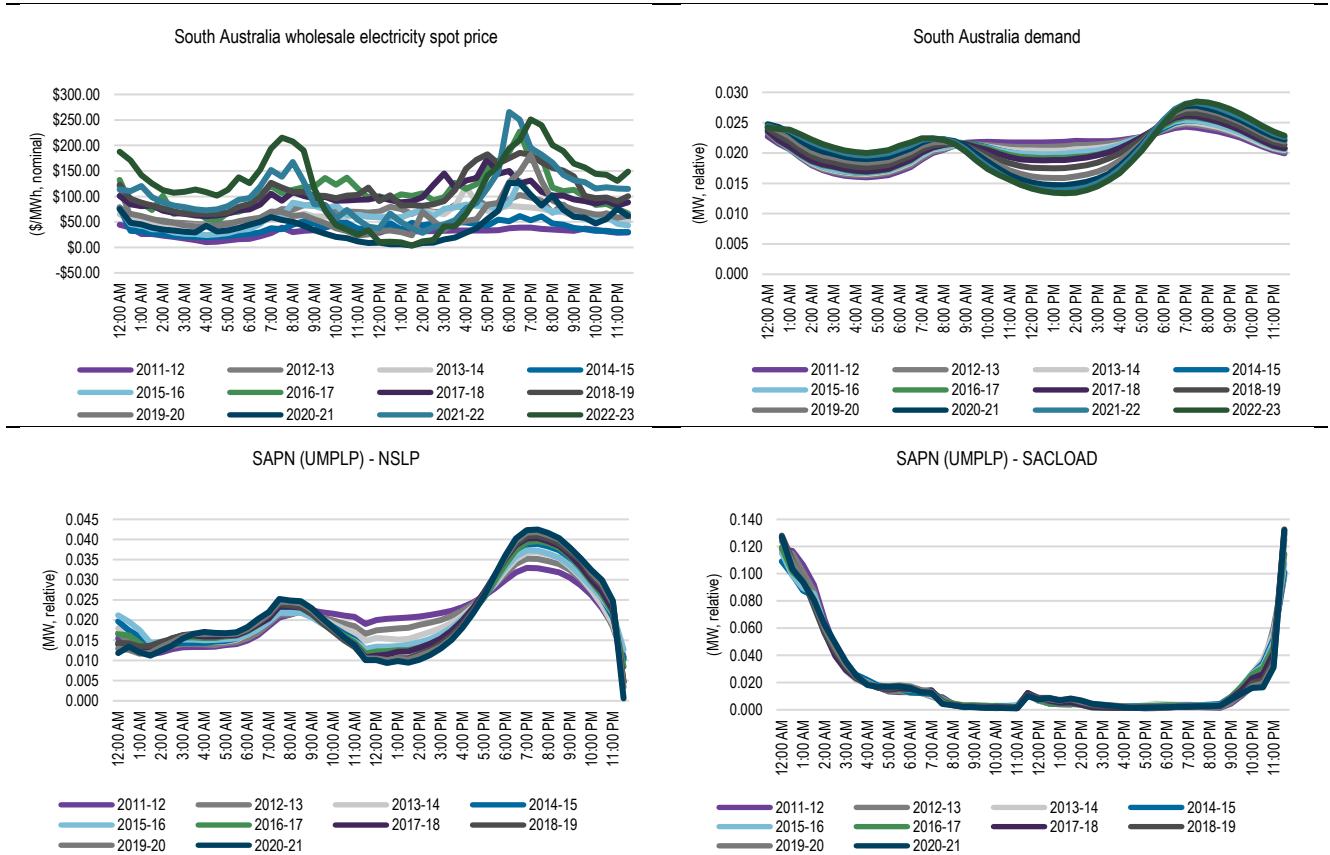 South Australia wholesale electricity spot price
($/MWh, nominal)
$300.00
$250.00
$200.00
$150.00
$100.00
$50.00
$0.00
-$50.00
12:00 AM
1:00 AM
2:00 AM
3:00 AM
4:00 AM
5:00 AM
6:00 AM
7:00 AM
8:00 AM
9:00 AM
10:00 AM
11:00 AM
12:00 PM
1:00 PM
2:00 PM
3:00 PM
4:00 PM
5:00 PM
6:00 PM
7:00 PM
8:00 PM
9:00 PM
10:00 PM
11:00 PM
2011-12 2012-13 2013-14 2014-15
2015-16 2016-17 2017-18 2018-19
2019-20 2020-21 2021-22 2022-23
South Australia demand
(MW, relative)
0.030
0.025
0.020
0.015
0.010
0.005
0.000
12:00 AM
1:00 AM
2:00 AM
3:00 AM
4:00 AM
5:00 AM
6:00 AM
7:00 AM
8:00 AM
9:00 AM
10:00 AM
11:00 AM
12:00 PM
1:00 PM
2:00 PM
3:00 PM
4:00 PM
5:00 PM
6:00 PM
7:00 PM
8:00 PM
9:00 PM
10:00 PM
11:00 PM
2011-12 2012-13 2013-14 2014-15
2015-16 2016-17 2017-18 2018-19
2019-20 2020-21 2021-22 2022-23
SAPN (UMPLP) - NSLP
(MW, relative)
0.045
0.040
0.035
0.030
0.025
0.020
0.015
0.010
0.005
0.000
12:00 AM
1:00 AM
2:00 AM
3:00 AM
4:00 AM
5:00 AM
6:00 AM
7:00 AM
8:00 AM
9:00 AM
10:00 AM
11:00 AM
12:00 PM
1:00 PM
2:00 PM
3:00 PM
4:00 PM
5:00 PM
6:00 PM
7:00 PM
8:00 PM
9:00 PM
10:00 PM
11:00 PM
2011-12 2012-13 2013-14 2014-15
2015-16 2016-17 2017-18 2018-19
2019-20 2020-21
SAPN (UMPLP) - SACLOAD
(MW, relative)
0.140
0.120
0.100
0.080
0.060
0.040
0.020
0.000
12:00 AM
1:00 AM
2:00 AM
3:00 AM
4:00 AM
5:00 AM
6:00 AM
7:00 AM
8:00 AM
9:00 AM
10:00 AM
11:00 AM
12:00 PM
1:00 PM
2:00 PM
3:00 PM
4:00 PM
5:00 PM
6:00 PM
7:00 PM
8:00 PM
9:00 PM
10:00 PM
11:00 PM
2011-12 2012-13 2013-14 2014-15
2015-16 2016-17 2017-18 2018-19
2019-20 2020-21